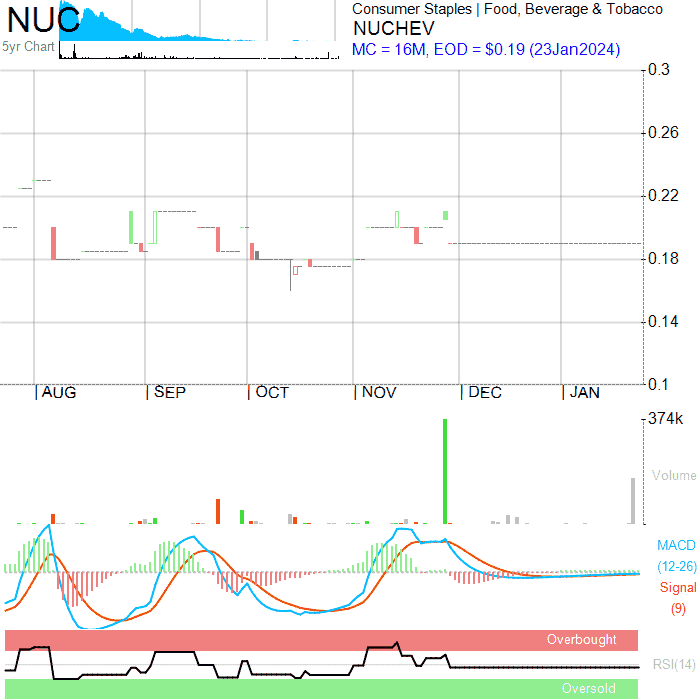 NUC
Consumer Staples | Food, Beverage & Tobacco
NUCHEV
5yr Chart
MC = 16M, EOD = $0.19 (23Jan2024)
0.3
0.26
0.22
0.18
0.14
0.1
|AUG |SEP |OCT |NOV |DEC |JAN
374k
Volume
MACD
(12-26)
Signal
(9)
Overbought
RSI(14)
Oversold